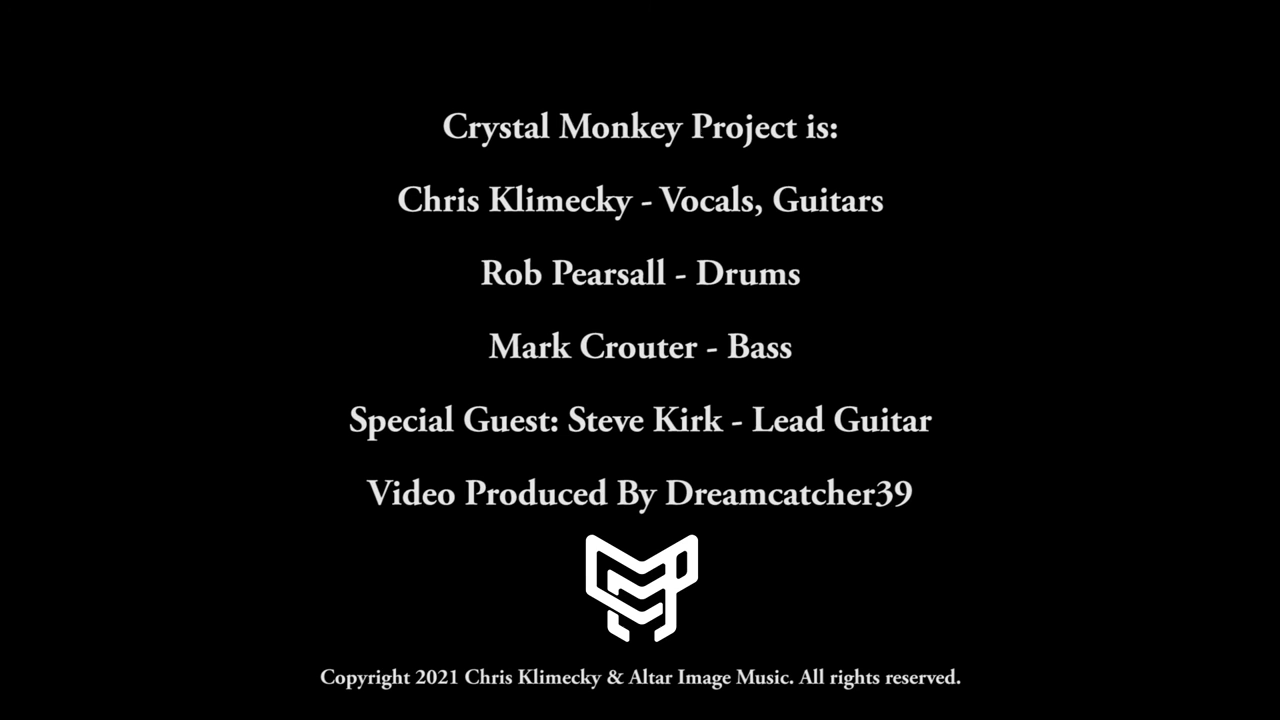 Crystal Monkey Project is:
Chris Klimecky - Vocals, Guitars
Rob Pearsall - Drums
Mark Crouter - Bass
Special Guest: Steve Kirk - Lead Guitar
Video Produced By Dreamcatcher39
Copyright 2021 Chris Klimecky & Altar Image Music. All rights reserved.